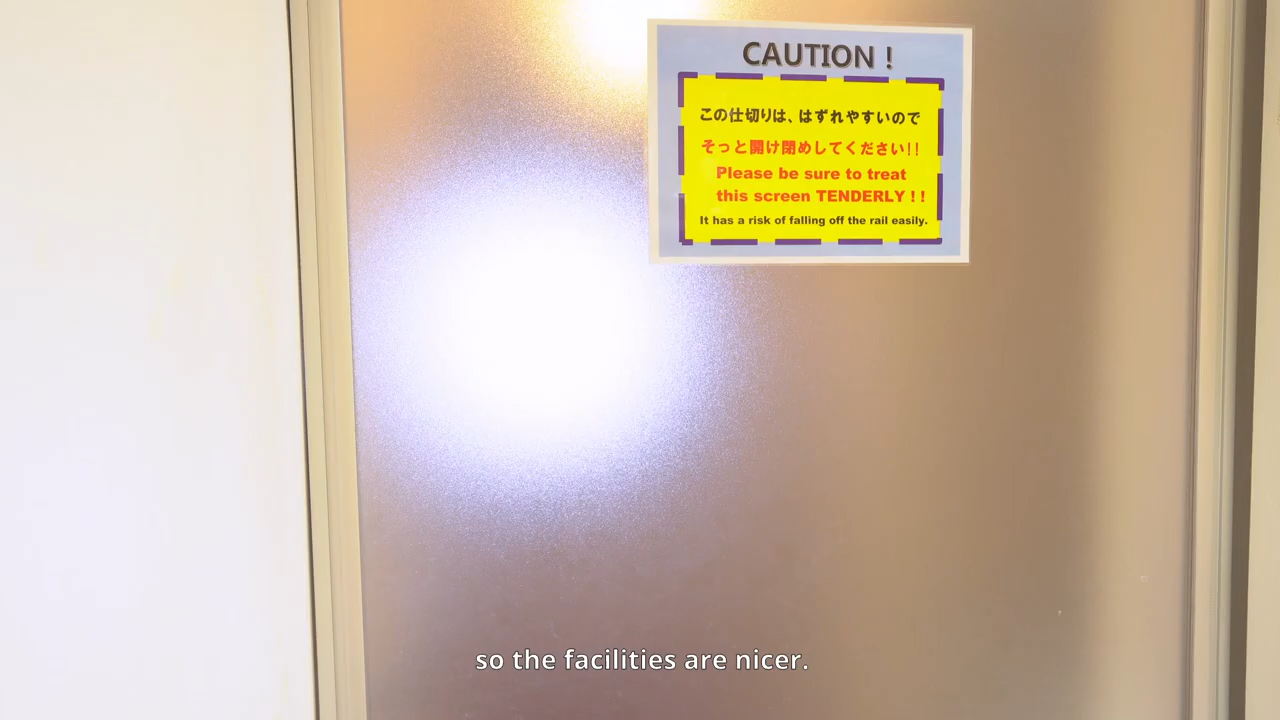 CAUTION !
この仕切りは、はずれやすいので
そっと開け閉めしてください!!
Please be sure to treat
this screen TENDERLY ! !
It has a risk of falling off the rail easily.
so the facilities are nicer.